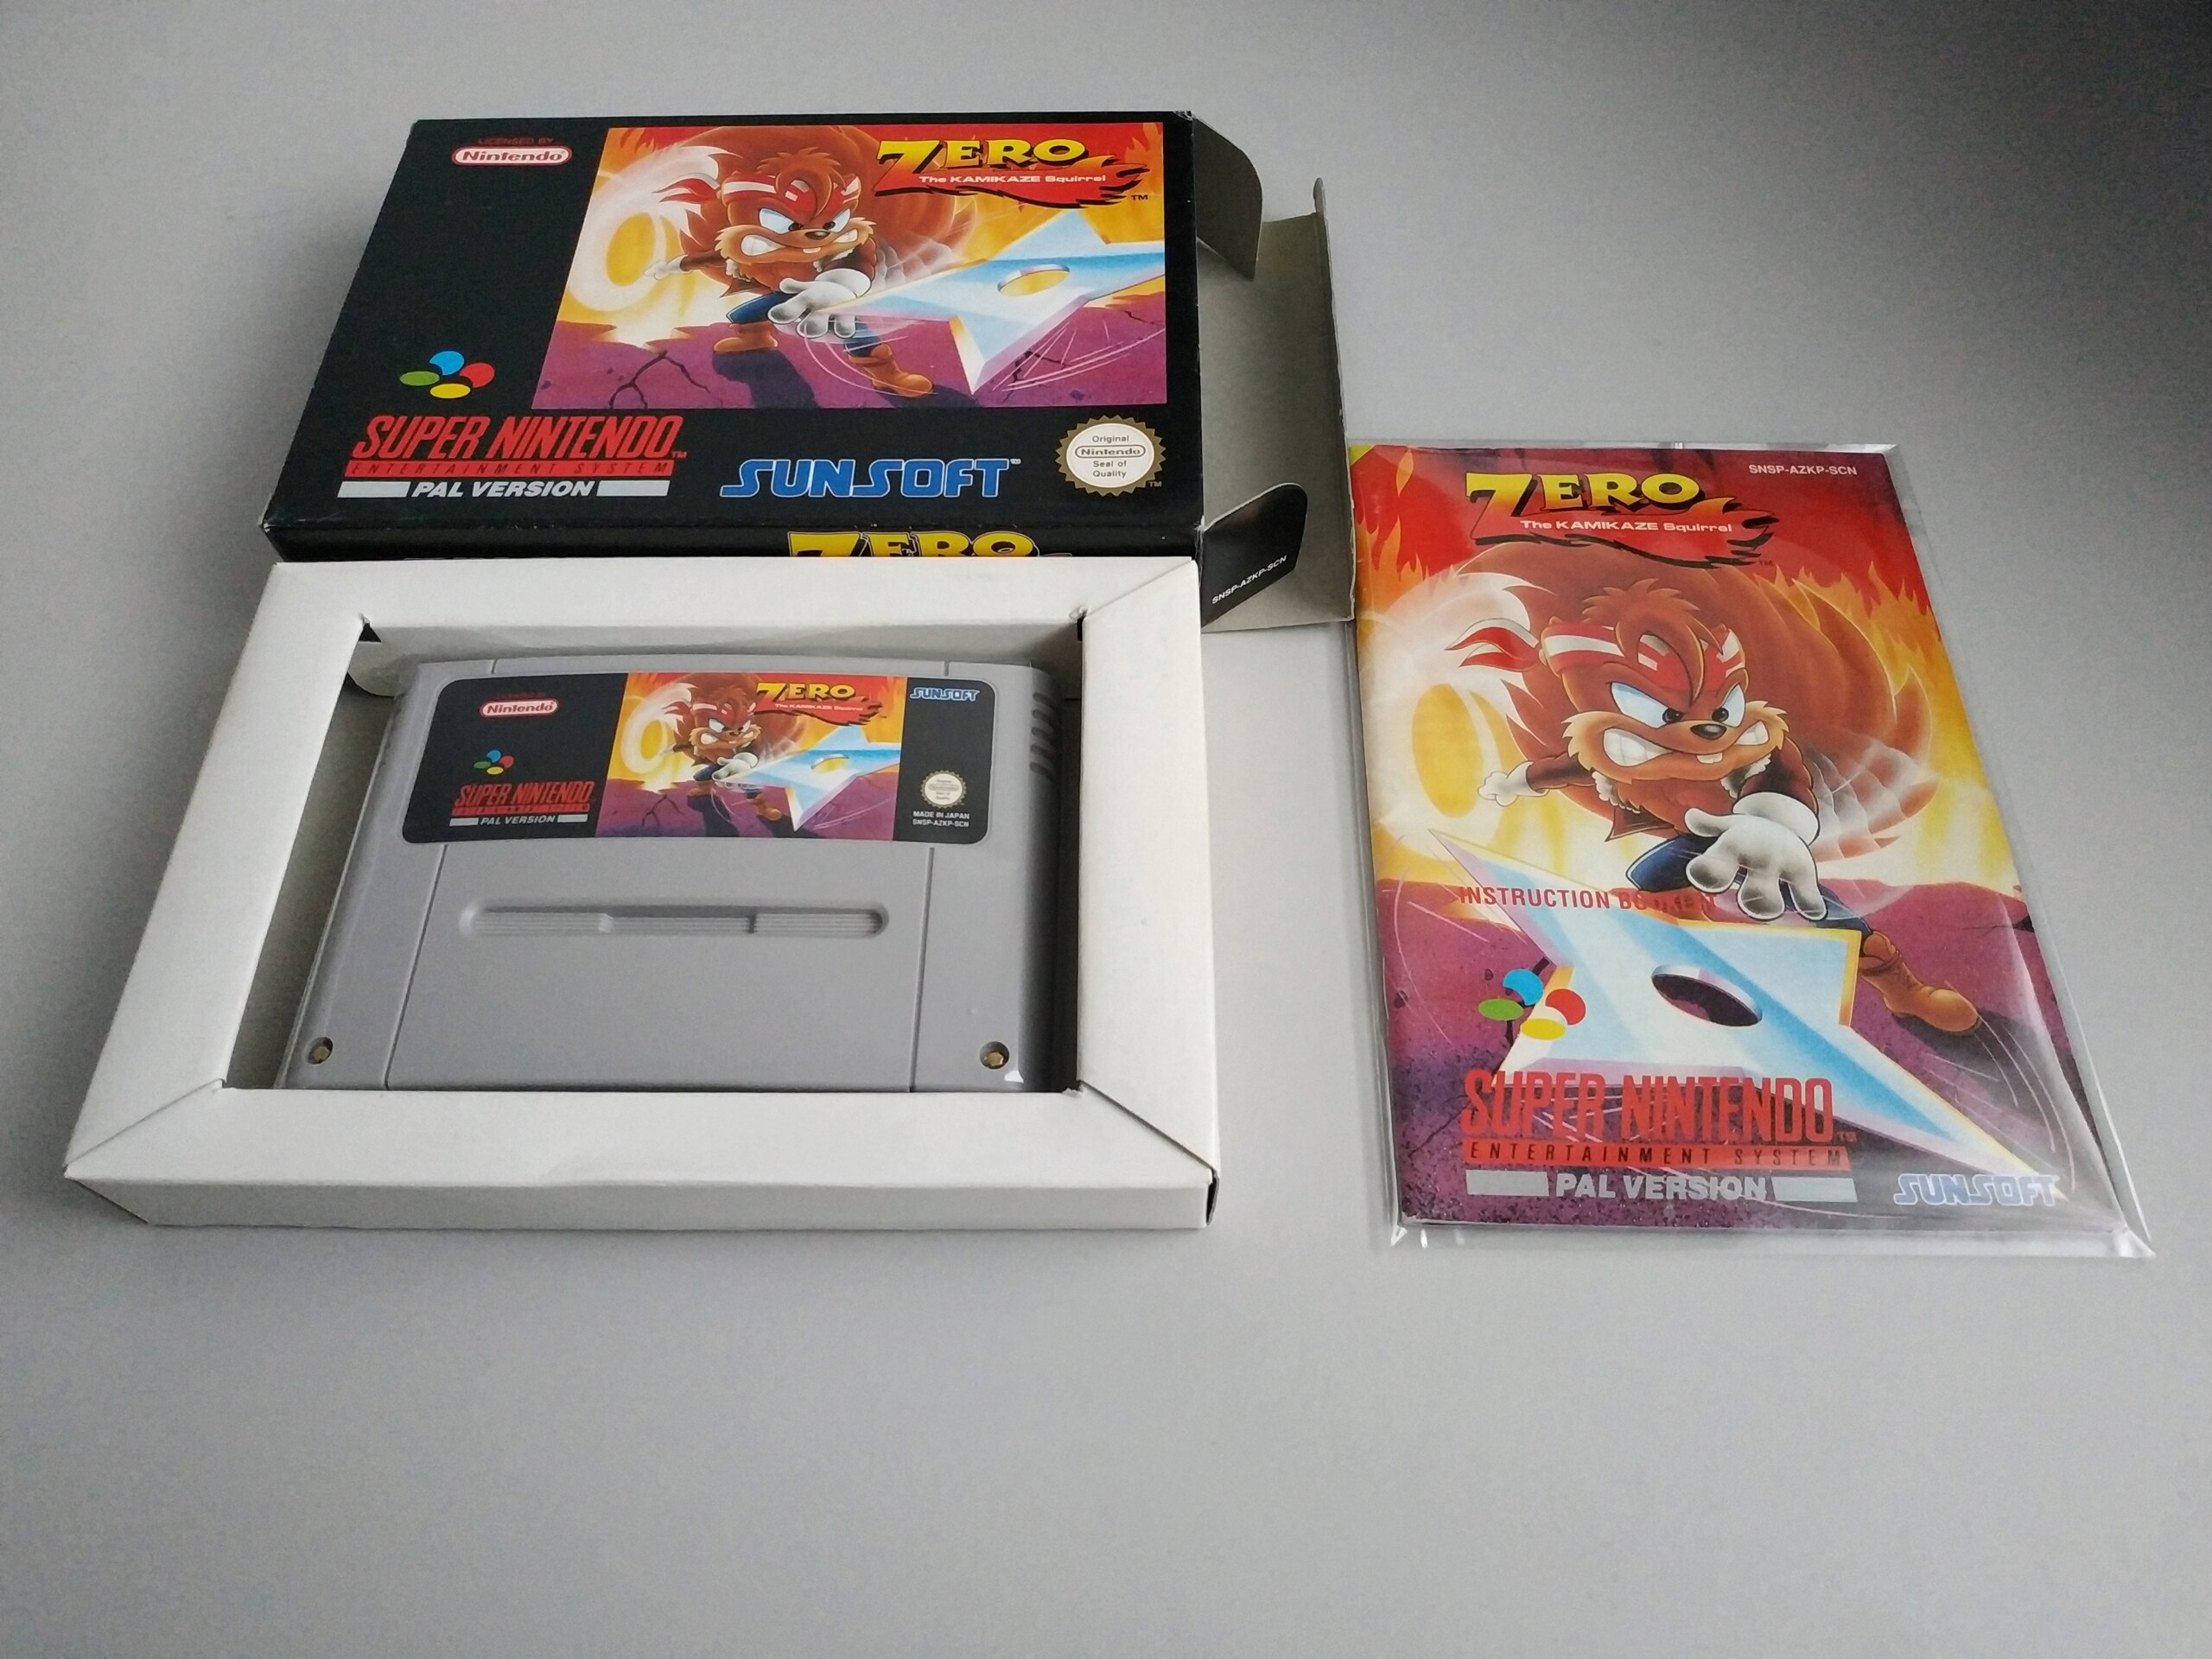 LICENSED BY
Nintendo
ZERO
The KAMIKAZE Squirrel
TM
SUPER NINTENDO TM
ENTERTAINMENT SYSTEM
PAL VERSION
SUNSOFT TM
Original
Nintendo
Seal of
Quality
TM
ZERO
SNSP-AZKP-SCN
Nintendo
ZERO
The KAMIKAZE Squirrel
SUNSOFT
SUPER NINTENDO
PAL VERSION
MADE IN JAPAN
SNSP-AZKP-SCN
SNSP-AZKP-SCN
ZERO
The KAMIKAZE Squirrel
TM
INSTRUCTION BOOKLET
SUPER NINTENDO TM
ENTERTAINMENT SYSTEM
PAL VERSION
SUNSOFT